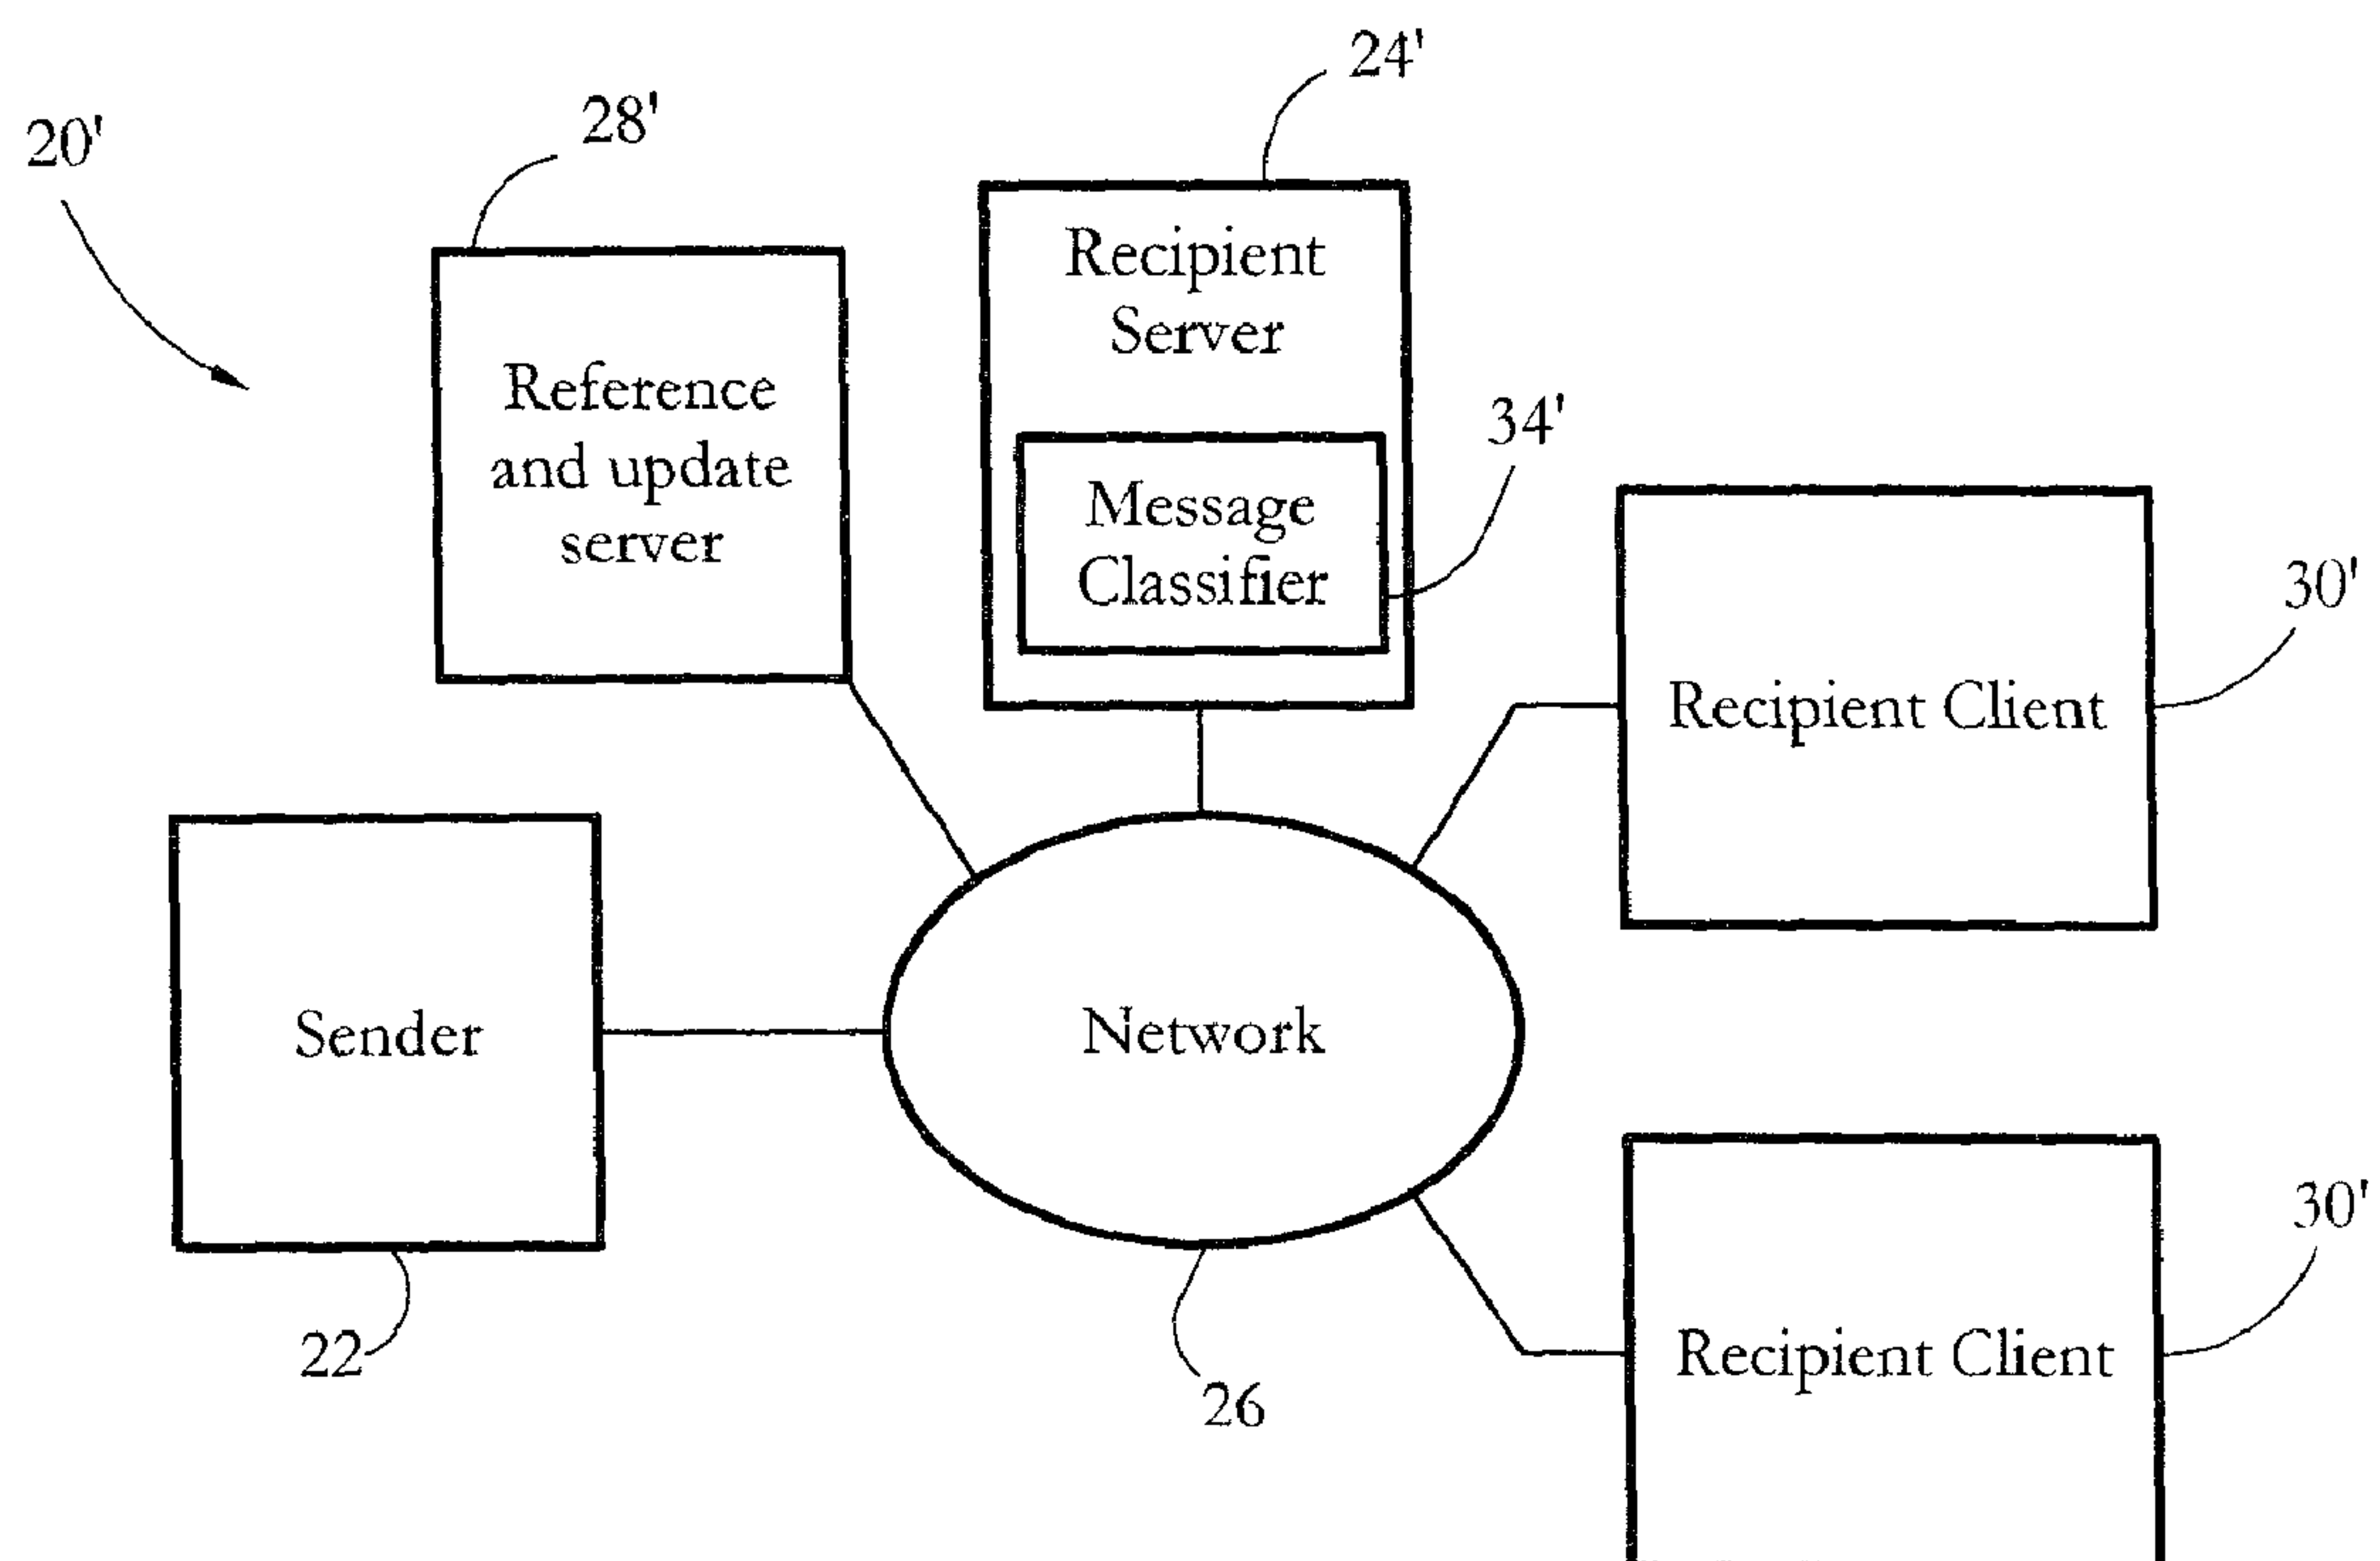 24'
28'
20'
Recipient
Server
Reference
and update
server
34'
Message
Classifier
30'
Recipient Client
Sender
Network
30'
Recipient Client
22
26